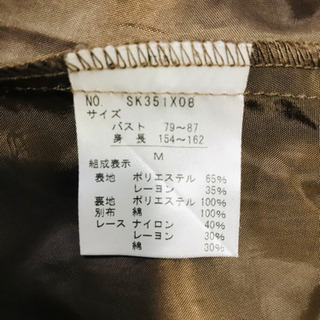 NO. SK351X08
サイズ
バスト 79〜87
身長 154〜162
M
組成表示
表地 ポリエステル 65%
レーヨン 35%
裏地 ポリエステル 100%
別布 綿 100%
レース ナイロン 40%
レーヨン 30%
綿 30%